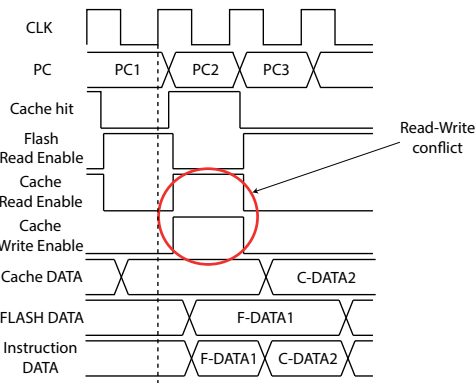 CLK
PC
PC1 PC2 PC3
Cache hit
Flash
Read Enable
Cache
Read Enable
Cache
Write Enable
Read-Write
conflict
Cache DATA
C-DATA2
FLASH DATA
F-DATA1
Instruction
DATA
F-DATA1 C-DATA2